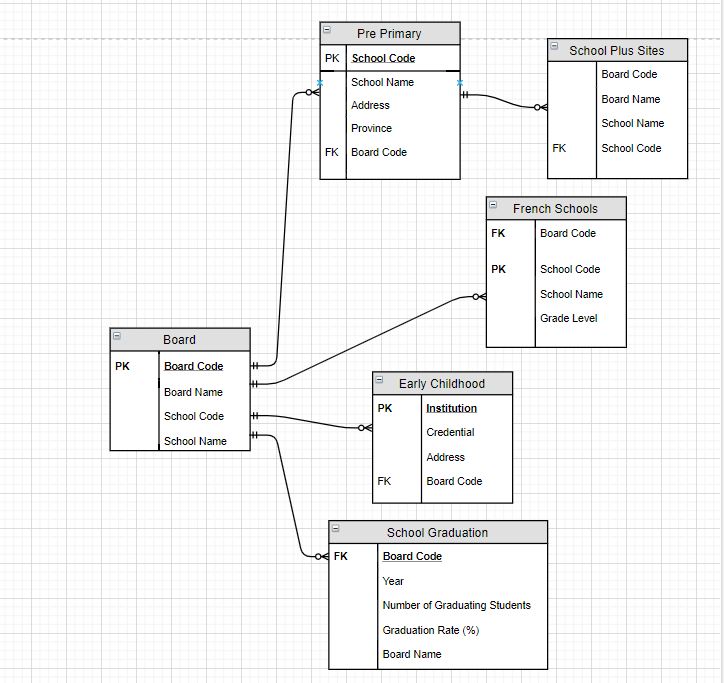 Pre Primary
PK School Code
School Name
Address
Province
FK Board Code
School Plus Sites
Board Code
Board Name
School Name
FK School Code
French Schools
FK Board Code
PK School Code
School Name
Grade Level
Board
PK Board Code
Board Name
School Code
School Name
Early Childhood
PK Institution
Credential
Address
FK Board Code
School Graduation
FK Board Code
Year
Number of Graduating Students
Graduation Rate (%)
Board Name